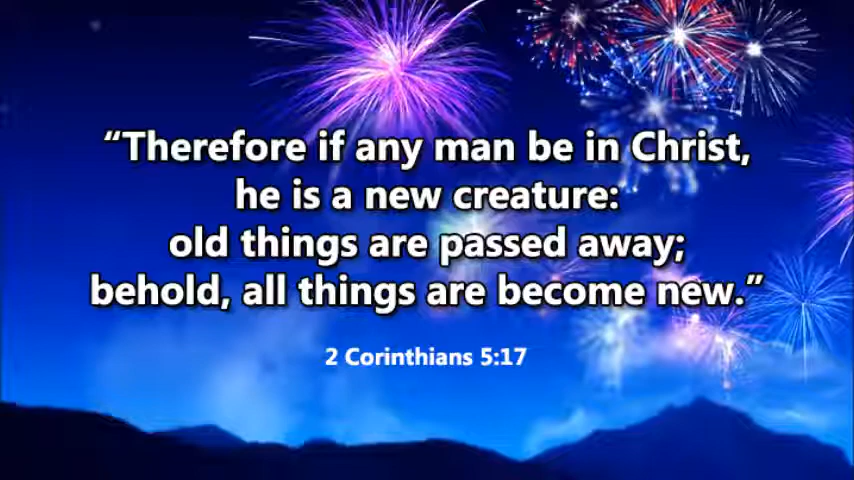 “Therefore if any man be in Christ,
he is a new creature:
old things are passed away;
behold, all things are become new.”
2 Corinthians 5:17